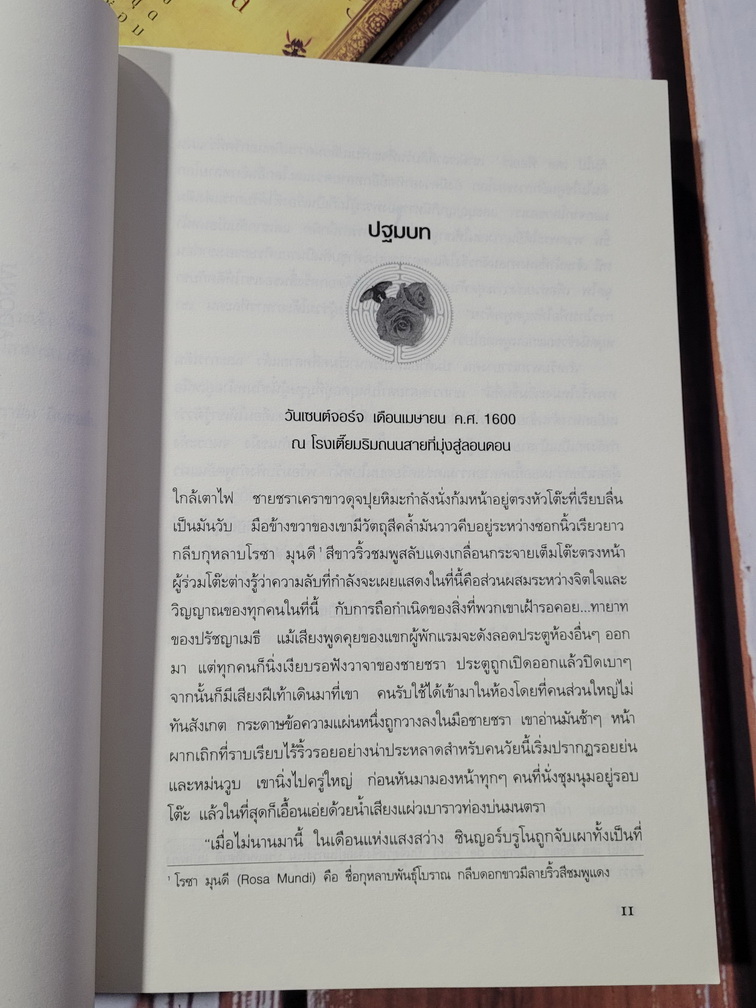 ปฐมบท
วันเซนต์จอร์จ เดือนเมษายน ค.ศ. 1600
ณ โรงเตี๊ยมริมถนนสายที่มุ่งสู่ลอนดอน
ใกล้เตาไฟ ชายชราเคราขาวดุจปุยหิมะกำลังนั่งก้มหน้าอยู่ตรงหัวโต๊ะที่เรียบลื่น
เป็นมันวับ มือข้างขวาของเขามีวัตถุสีคล้ำมันวาวคีบอยู่ระหว่างซอกนิ้วเรียวยาว
กลีบกุหลาบโรซา มุนดี¹ สีขาวริ้วชมพูสลับแดงเกลื่อนกระจายเต็มโต๊ะตรงหน้า
ผู้ร่วมโต๊ะต่างรู้ว่าความลับที่กำลังจะเผยแสดงในที่นี้คือส่วนผสมระหว่างจิตใจและ
วิญญาณของทุกคนในที่นี้ กับการถือกำเนิดของสิ่งที่พวกเขาเฝ้ารอคอย...ทายาท
ของปรัชญาเมธี แม้เสียงพูดคุยของแขกผู้พักแรมจะดังลอดประตูห้องอื่นๆ ออก
มา แต่ทุกคนก็นิ่งเงียบรอฟังวาจาของชายชรา ประตูถูกเปิดออกแล้วปิดเบาๆ
จากนั้นก็มีเสียงฝีเท้าเดินมาที่เขา คนรับใช้ได้เข้ามาในห้องโดยที่คนส่วนใหญ่ไม่
ทันสังเกต กระดาษข้อความแผ่นหนึ่งถูกวางลงในมือชายชรา เขาอ่านมันช้าๆ หน้า
ผากเถิกที่ราบเรียบไร้ริ้วรอยอย่างน่าประหลาดสำหรับคนวัยนี้เริ่มปรากฏรอยย่น
และหม่นวูบ เขานิ่งไปครู่ใหญ่ ก่อนหันมามองหน้าทุกๆ คนที่นั่งชุมนุมอยู่รอบ
โต๊ะ แล้วในที่สุดก็เอื้อนเอ่ยด้วยน้ำเสียงแผ่วเบาราวท่องบ่นมนตรา
“เมื่อไม่นานมานี้ ในเดือนแห่งแสงสว่าง ซินญอร์บรูโนถูกจับเผาทั้งเป็นที่
¹ โรซา มุนดี (Rosa Mundi) คือ ชื่อกุหลาบพันธุ์โบราณ กลีบดอกขาวมีลายริ้วสีชมพูแดง
11